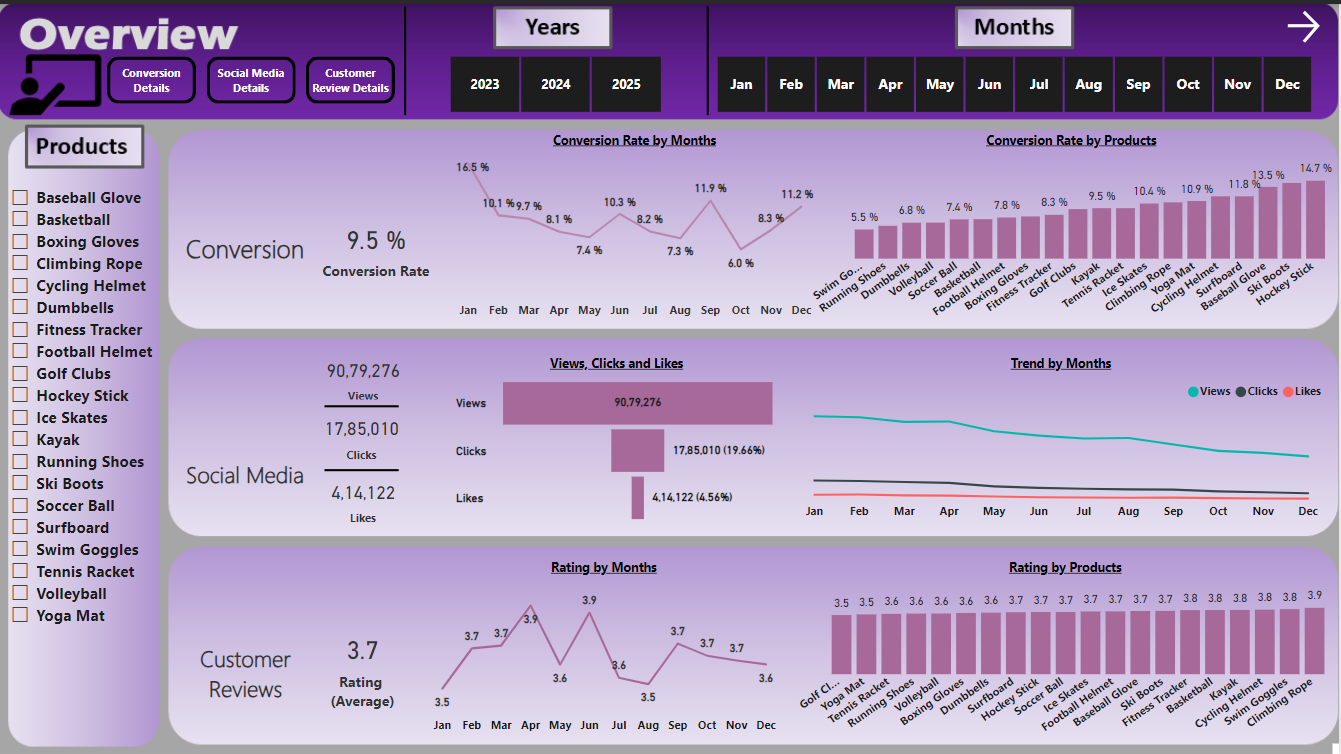 Overview
Conversion
Details
Social Media
Details
Customer
Review Details
Years
2023 2024 2025
Months
Jan Feb Mar Apr May Jun Jul Aug Sep Oct Nov Dec
Products
Baseball Glove
Basketball
Boxing Gloves
Climbing Rope
Cycling Helmet
Dumbbells
Fitness Tracker
Football Helmet
Golf Clubs
Hockey Stick
Ice Skates
Kayak
Running Shoes
Ski Boots
Soccer Ball
Surfboard
Swim Goggles
Tennis Racket
Volleyball
Yoga Mat
Conversion
9.5 %
Conversion Rate
Conversion Rate by Months
16.5 % 10.1 % 9.7 % 8.1 % 7.4 % 10.3 % 8.2 % 7.3 % 11.9 % 6.0 % 8.3 % 11.2 %
Jan Feb Mar Apr May Jun Jul Aug Sep Oct Nov Dec
Conversion Rate by Products
5.5 % 6.8 % 7.4 % 7.8 % 8.3 % 9.5 % 10.4 % 10.9 % 11.8 % 13.5 % 14.7 %
Swim Go... Running Shoes Dumbbells Volleyball Soccer Ball Basketball Football Helmet Boxing Gloves Fitness Tracker Golf Clubs Kayak Tennis Racket Ice Skates Climbing Rope Yoga Mat Cycling Helmet Surfboard Baseball Glove Ski Boots Hockey Stick
Social Media
90,79,276
Views
17,85,010
Clicks
4,14,122
Likes
Views, Clicks and Likes
Views 90,79,276
Clicks 17,85,010 (19.66%)
Likes 4,14,122 (4.56%)
Trend by Months
Views Clicks Likes
Jan Feb Mar Apr May Jun Jul Aug Sep Oct Nov Dec
Customer
Reviews
3.7
Rating
(Average)
Rating by Months
3.5 3.7 3.7 3.9 3.6 3.9 3.6 3.5 3.7 3.7 3.7 3.6
Jan Feb Mar Apr May Jun Jul Aug Sep Oct Nov Dec
Rating by Products
3.5 3.5 3.6 3.6 3.6 3.6 3.6 3.7 3.7 3.7 3.7 3.7 3.7 3.7 3.8 3.8 3.8 3.8 3.8 3.9
Golf Cl... Yoga Mat Tennis Racket Running Shoes Volleyball Boxing Gloves Dumbbells Surfboard Hockey Stick Soccer Ball Ice Skates Football Helmet Baseball Glove Ski Boots Fitness Tracker Basketball Kayak Cycling Helmet Swim Goggles Climbing Rope